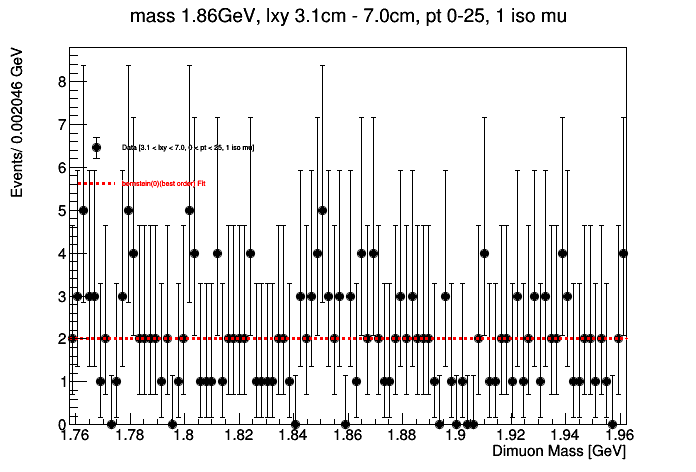 mass 1.86GeV, lxy 3.1cm - 7.0cm, pt 0-25, 1 iso mu
Events/ 0.002046 GeV
8
7
6
5
4
3
2
1
0
Data [3.1 < lxy < 7.0, 0 < pt < 25, 1 iso mu]
bernstein(0)(best order) Fit
1.76 1.78 1.8 1.82 1.84 1.86 1.88 1.9 1.92 1.94 1.96
Dimuon Mass [GeV]